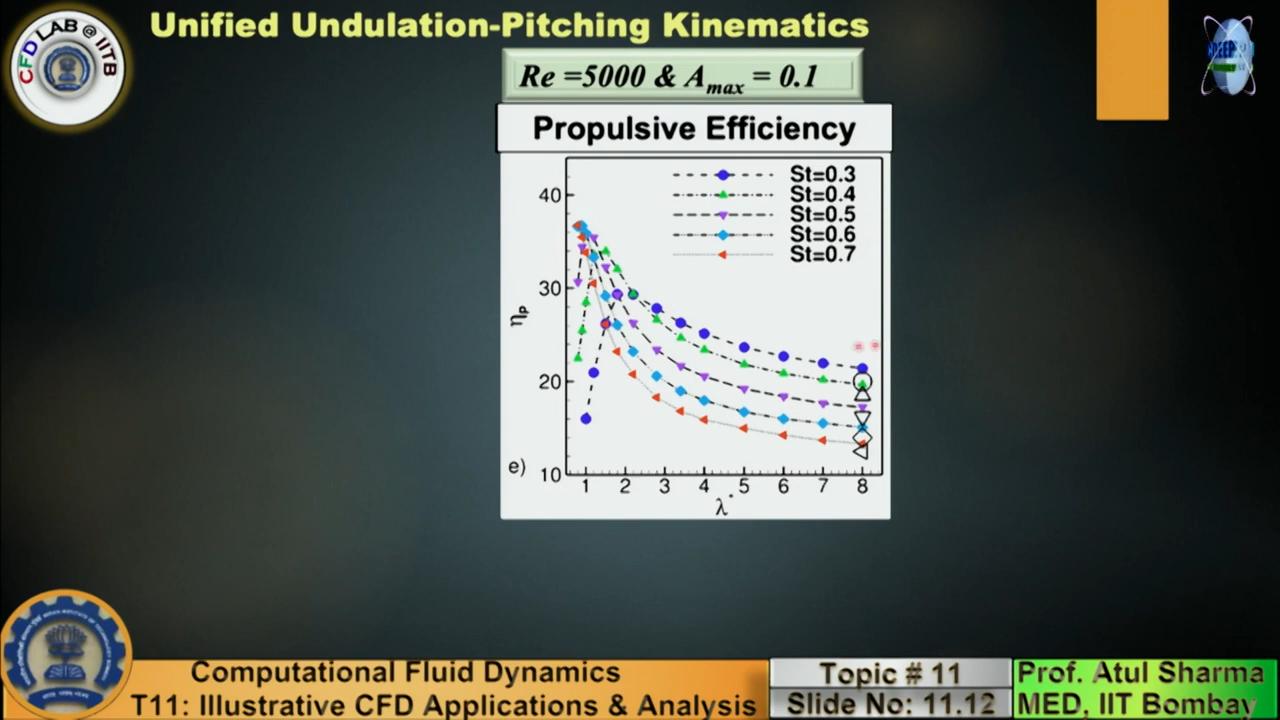 Unified Undulation-Pitching Kinematics
CFD LAB @ IITB
Re =5000 & Amax = 0.1
Propulsive Efficiency
St=0.3
St=0.4
St=0.5
St=0.6
St=0.7
40
30
20
10
ηP
e)
1 2 3 4 5 6 7 8
λ*
Computational Fluid Dynamics
T11: Illustrative CFD Applications & Analysis
Topic # 11
Slide No: 11.12
Prof. Atul Sharma
MED, IIT Bombay